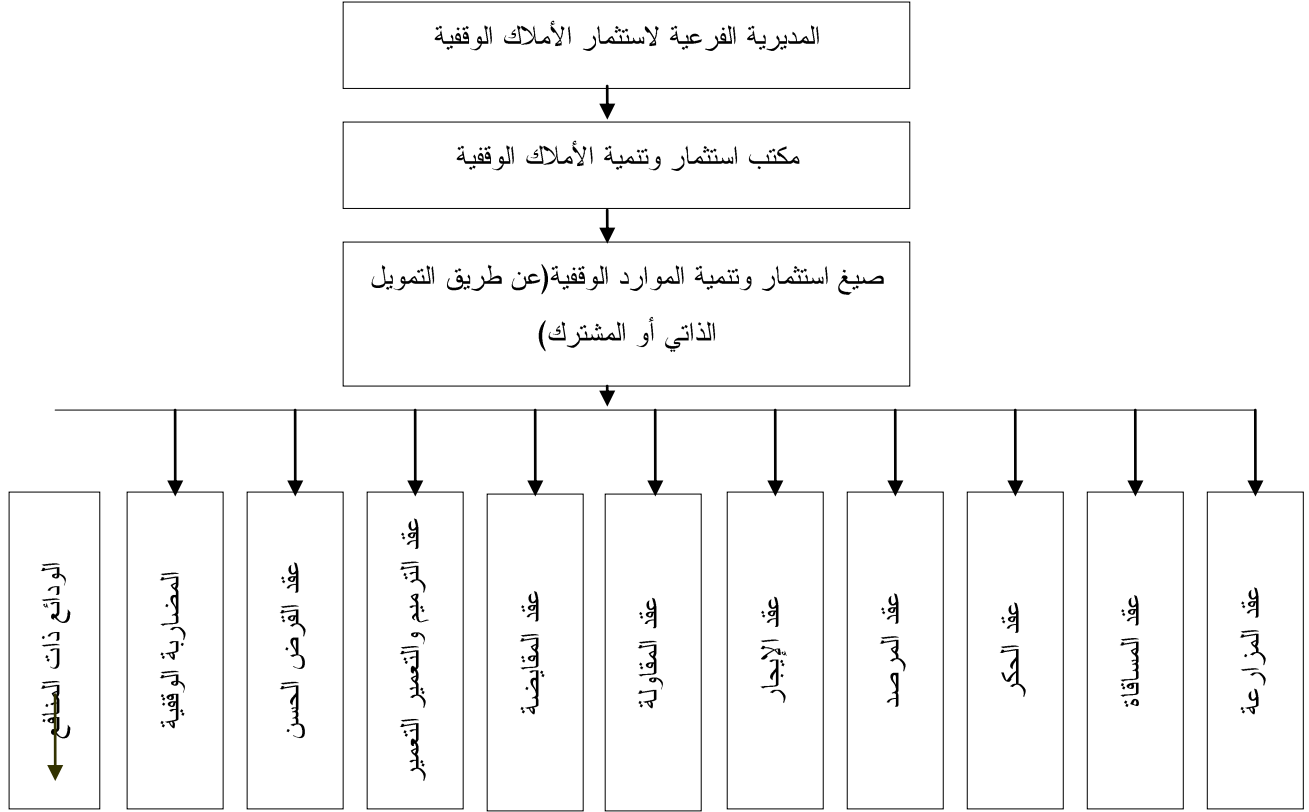 المديرية الفرعية لاستثمار الأملاك الوقفية
مكتب استثمار وتنمية الأملاك الوقفية
صيغ استثمار وتنمية الموارد الوقفية(عن طريق التمويل
الذاتي أو المشترك)
عقد المزارعة
عقد المساقاة
عقد الحكر
عقد المرصد
عقد الإيجار
عقد المقاولة
عقد المقايضة
عقد الترميم والتعمير التعمير
عقد القرض الحسن
المضاربة الوقفية
الودائع ذات المنافع